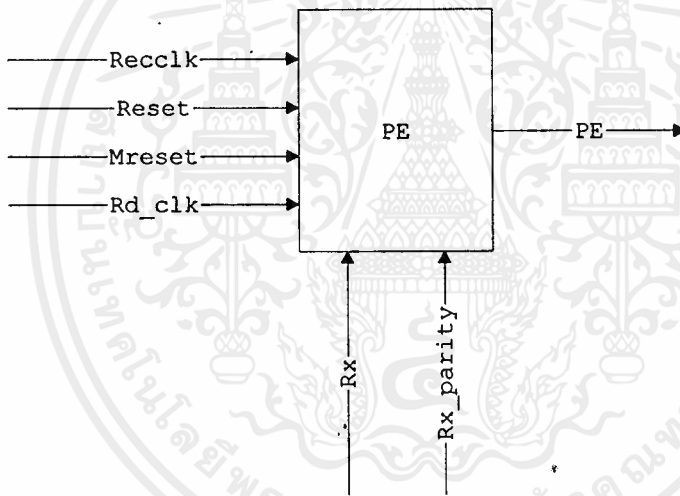 Recclk
Reset
PE
PE
Mreset
Rd_clk
Rx
Rx_parity